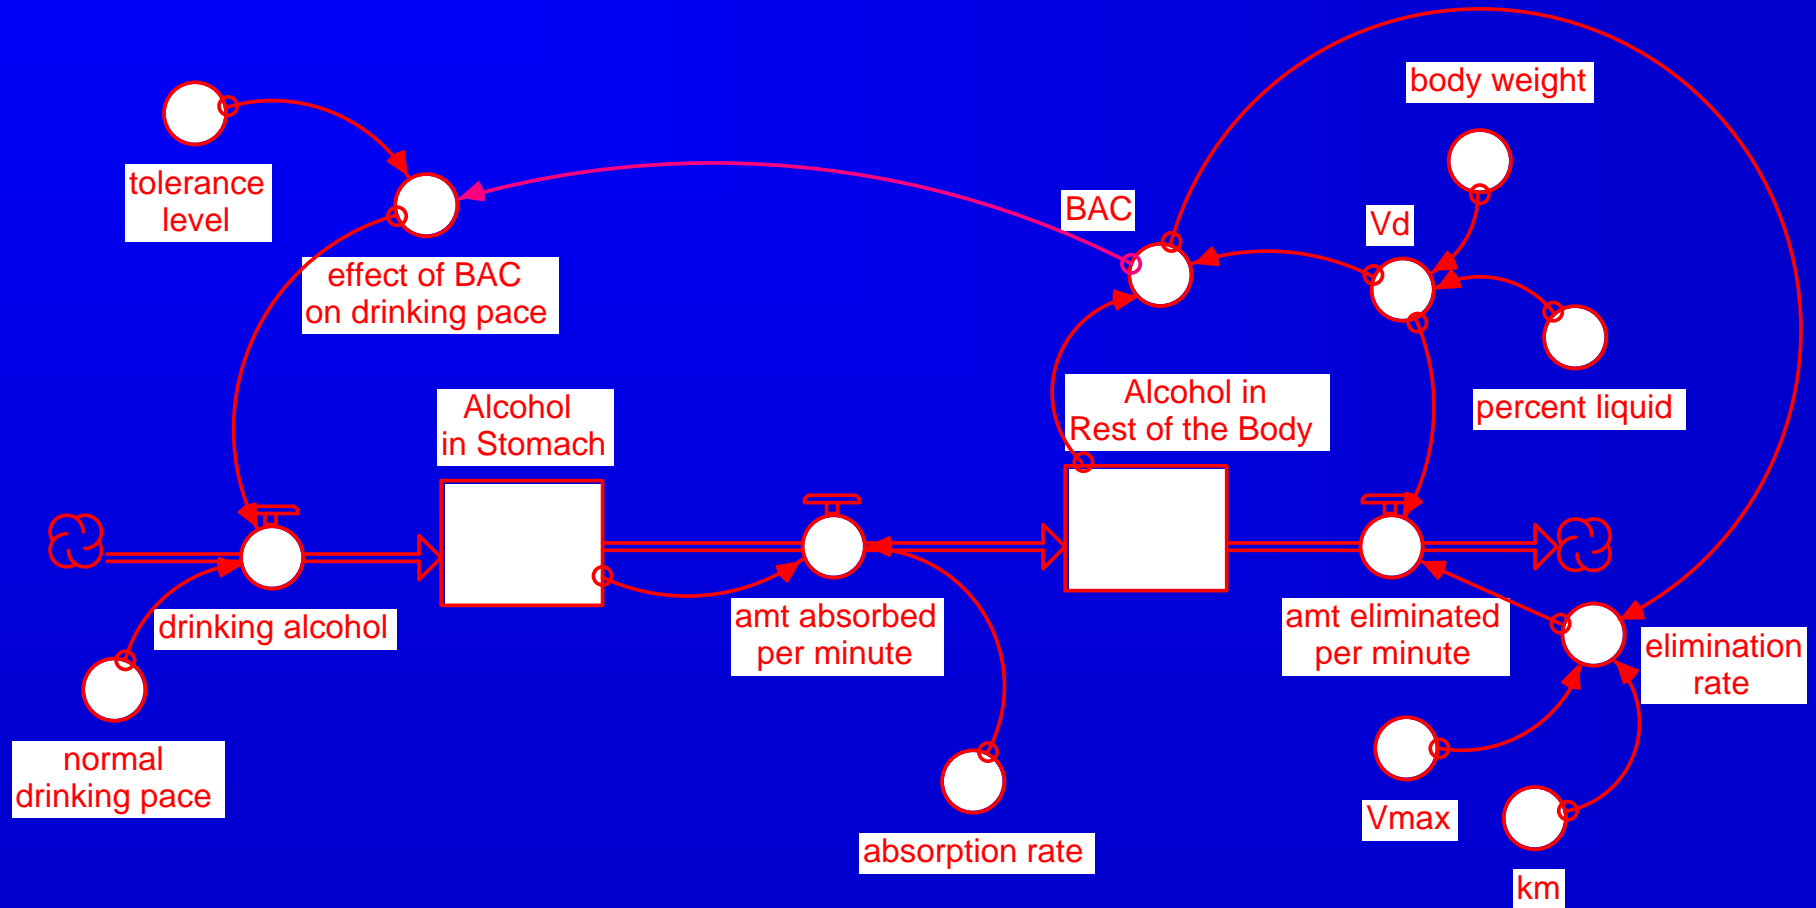 body weight
tolerance
level
BAC
Vd
effect of BAC
on drinking pace
Alcohol
in Stomach
Alcohol in
Rest of the Body
percent liquid
drinking alcohol
amt absorbed
per minute
amt eliminated
per minute
elimination
rate
normal
drinking pace
Vmax
absorption rate
km